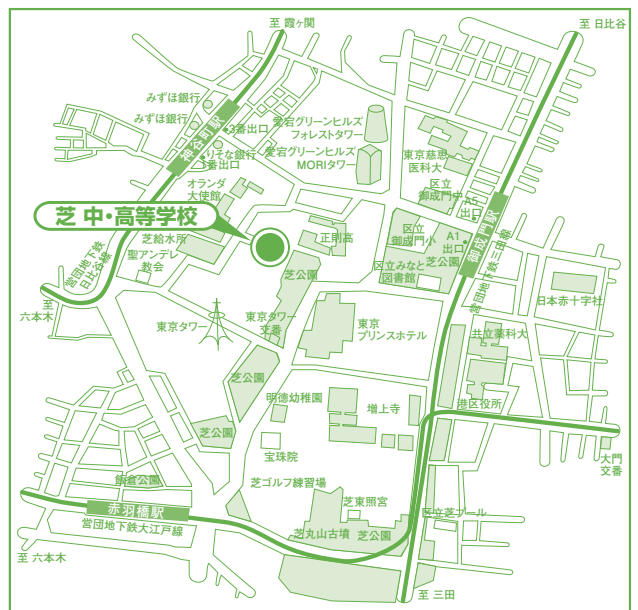 至 霞ヶ関
至 日比谷
みずほ銀行
みずほ銀行
3番出口
神谷町駅
りそな銀行
1番出口
愛宕グリーンヒルズ
フォレストタワー
愛宕グリーンヒルズ
MORIタワー
東京慈恵
医科大
オランダ
大使館
区立
御成門中
A5
出口
御成門駅
芝 中・高等学校
芝給水所
正則高
区立
御成門小
A1
出口
営団地下鉄三田線
聖アンデレ
教会
営団地下鉄
日比谷線
芝公園
区立みなと
図書館
芝公園
至
六本木
東京タワー
東京タワー
交番
東京
プリンスホテル
日本赤十字社
共立薬科大
芝公園
明徳幼稚園
増上寺
港区役所
芝公園
宝珠院
大門
交番
飯倉公園
芝ゴルフ練習場
赤羽橋駅
営団地下鉄大江戸線
芝東照宮
区立芝プール
芝丸山古墳
芝公園
至 六本木
至 三田